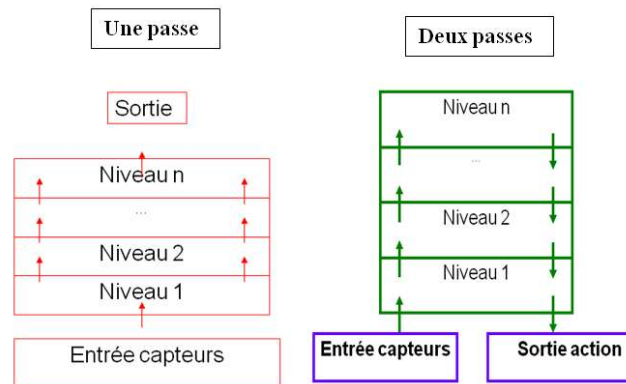 Une passe
Sortie
Niveau n
...
Niveau 2
Niveau 1
Entrée capteurs
Deux passes
Niveau n
...
Niveau 2
Niveau 1
Entrée capteurs
Sortie action